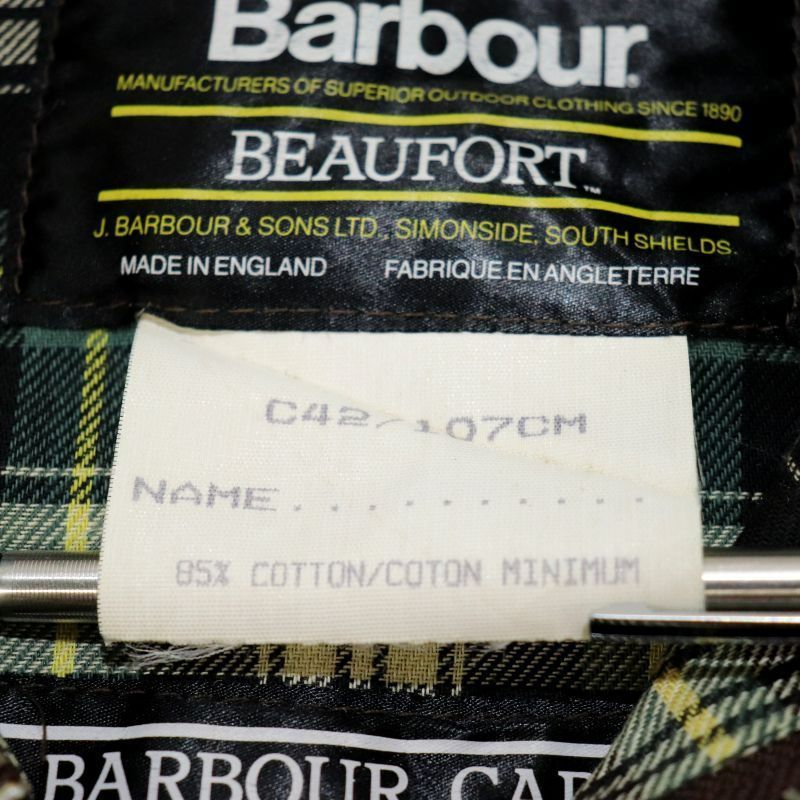 Barbour
MANUFACTURERS OF SUPERIOR OUTDOOR CLOTHING SINCE 1890
BEAUFORT™
J. BARBOUR & SONS LTD., SIMONSIDE, SOUTH SHIELDS.
MADE IN ENGLAND FABRIQUE EN ANGLETERRE
C42/107CM
NAME...........
85% COTTON/COTON MINIMUM
BARBOUR